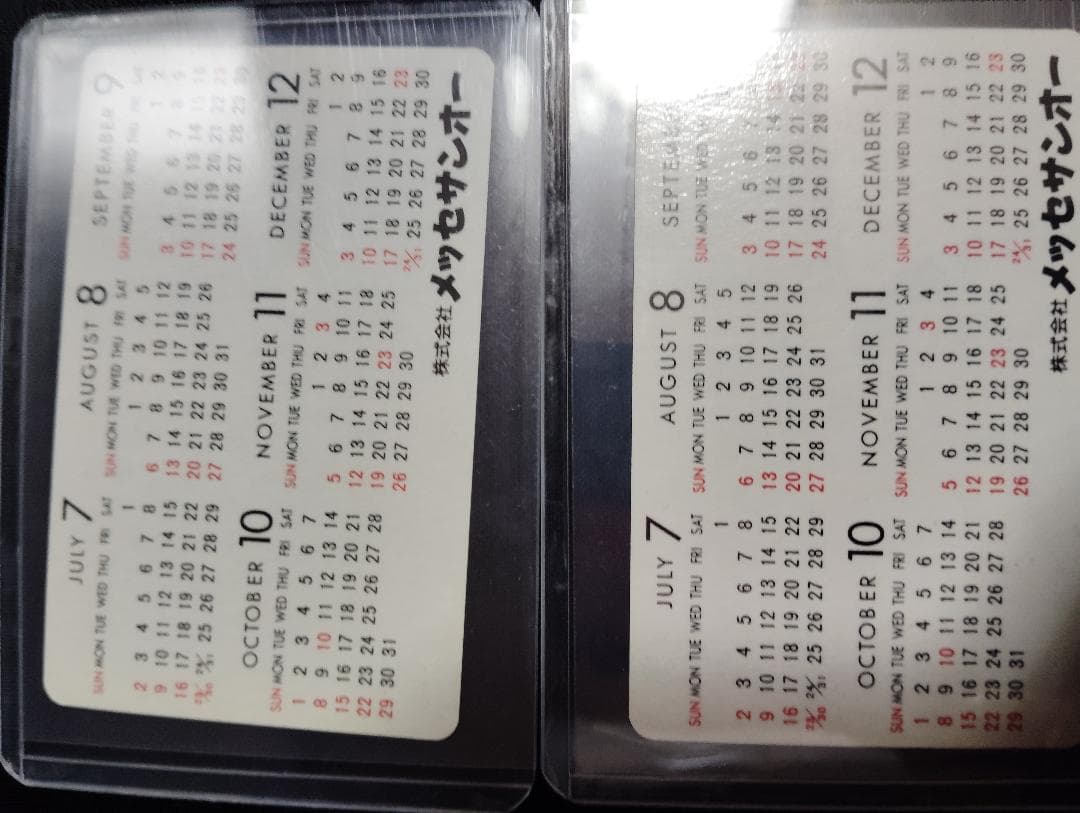 JULY 7
SUN MON TUE WED THU FRI SAT
1
2 3 4 5 6 7 8
9 10 11 12 13 14 15
16 17 18 19 20 21 22
23/30 24/31 25 26 27 28 29
AUGUST 8
SUN MON TUE WED THU FRI SAT
1 2 3 4 5
6 7 8 9 10 11 12
13 14 15 16 17 18 19
20 21 22 23 24 25 26
27 28 29 30 31
SEPTEMBER 9
SUN MON TUE WED THU FRI SAT
1 2
3 4 5 6 7 8 9
10 11 12 13 14 15 16
17 18 19 20 21 22 23
24 25 26 27 28 29 30
OCTOBER 10
SUN MON TUE WED THU FRI SAT
1 2 3 4 5 6 7
8 9 10 11 12 13 14
15 16 17 18 19 20 21
22 23 24 25 26 27 28
29 30 31
NOVEMBER 11
SUN MON TUE WED THU FRI SAT
1 2 3 4
5 6 7 8 9 10 11
12 13 14 15 16 17 18
19 20 21 22 23 24 25
26 27 28 29 30
DECEMBER 12
SUN MON TUE WED THU FRI SAT
1 2
3 4 5 6 7 8 9
10 11 12 13 14 15 16
17 18 19 20 21 22 23
24/31 25 26 27 28 29 30
株式会社メッセサンオー
JULY 7
SUN MON TUE WED THU FRI SAT
1
2 3 4 5 6 7 8
9 10 11 12 13 14 15
16 17 18 19 20 21 22
23/30 24/31 25 26 27 28 29
AUGUST 8
SUN MON TUE WED THU FRI SAT
1 2 3 4 5
6 7 8 9 10 11 12
13 14 15 16 17 18 19
20 21 22 23 24 25 26
27 28 29 30 31
SUN MON TUE WED
3 4 5 6
10 11 12 13 14
17 18 19 20 21 22
24 25 26 27 28 29 30
OCTOBER 10
SUN MON TUE WED THU FRI SAT
1 2 3 4 5 6 7
8 9 10 11 12 13 14
15 16 17 18 19 20 21
22 23 24 25 26 27 28
29 30 31
NOVEMBER 11
SUN MON TUE WED THU FRI SAT
1 2 3 4
5 6 7 8 9 10 11
12 13 14 15 16 17 18
19 20 21 22 23 24 25
26 27 28 29 30
DECEMBER 12
SUN MON TUE WED THU FRI SAT
1 2
3 4 5 6 7 8 9
10 11 12 13 14 15 16
17 18 19 20 21 22 23
24/31 25 26 27 28 29 30
株式会社メッセサンオー